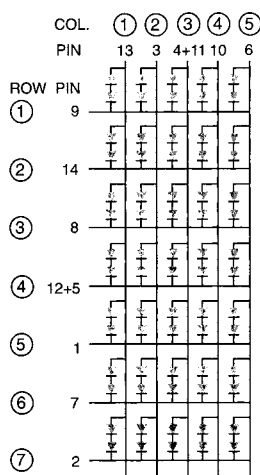 COL. ① ② ③ ④ ⑤
PIN 13 3 4+11 10 6
ROW PIN
① 9
② 14
③ 8
④ 12+5
⑤ 1
⑥ 7
⑦ 2